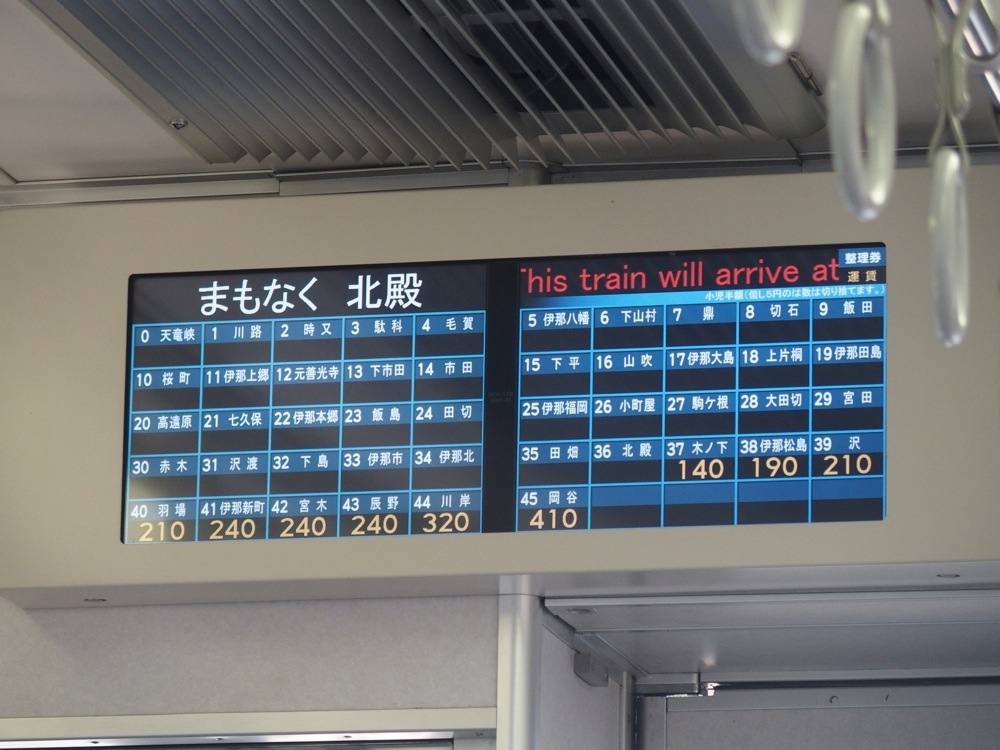 まもなく 北殿
This train will arrive at
整理券
運賃
小児半額(但し5円のは数は切り捨てます。)
0 天竜峡 1 川路 2 時又 3 駄科 4 毛賀 5 伊那八幡 6 下山村 7 鼎 8 切石 9 飯田
10 桜町 11 伊那上郷 12 元善光寺 13 下市田 14 市田 15 下平 16 山吹 17 伊那大島 18 上片桐 19 伊那田島
20 高遠原 21 七久保 22 伊那本郷 23 飯島 24 田切 25 伊那福岡 26 小町屋 27 駒ケ根 28 大田切 29 宮田
30 赤木 31 沢渡 32 下島 33 伊那市 34 伊那北 35 田畑 36 北殿 37 木ノ下 38 伊那松島 39 沢
140 190 210
40 羽場 41 伊那新町 42 宮木 43 辰野 44 川岸 45 岡谷
210 240 240 240 320 410